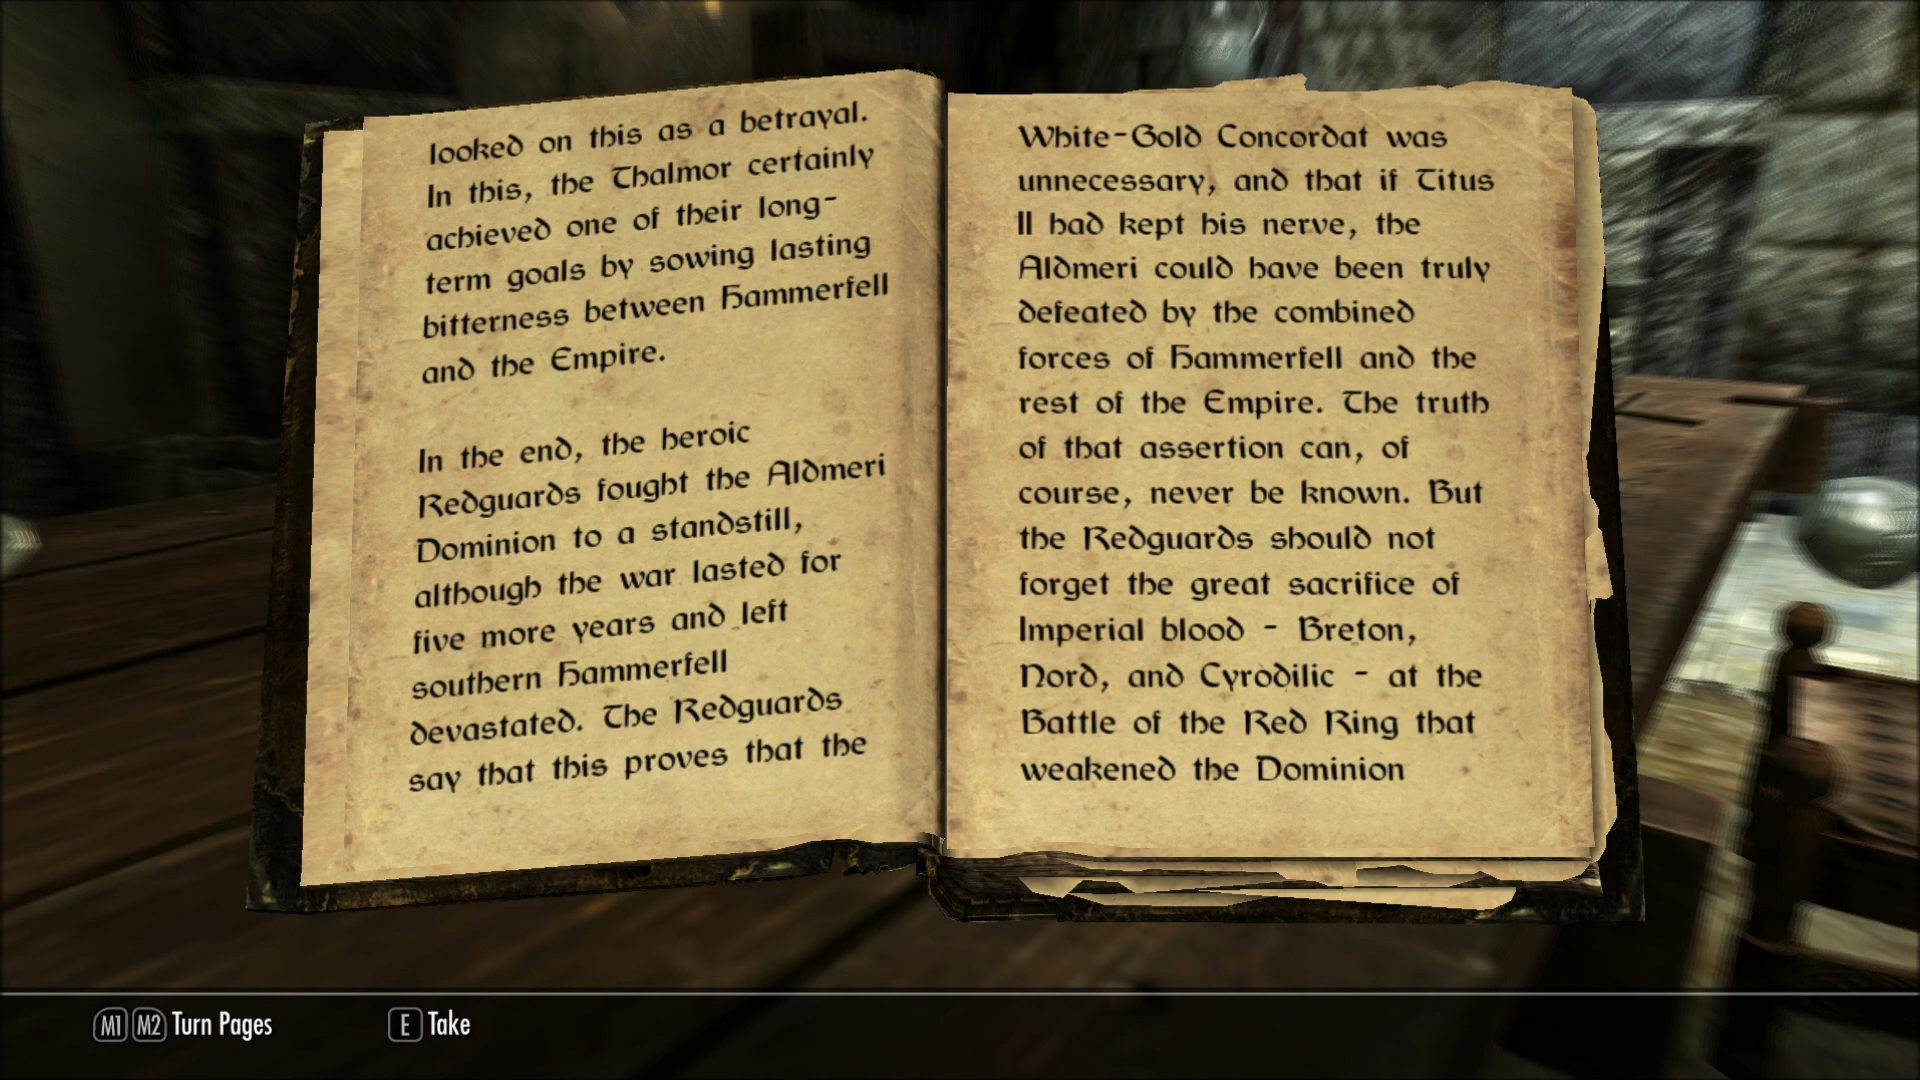 looked on this as a betrayal.
In this, the Thalmor certainly
achieved one of their long-
term goals by sowing lasting
bitterness between Hammerfell
and the Empire.
In the end, the heroic
Redguards fought the Aldmeri
Dominion to a standstill,
although the war lasted for
five more years and left
southern Hammerfell
devastated. The Redguards
say that this proves that the
White-Gold Concordat was
unnecessary, and that if Titus
II had kept his nerve, the
Aldmeri could have been truly
defeated by the combined
forces of Hammerfell and the
rest of the Empire. The truth
of that assertion can, of
course, never be known. But
the Redguards should not
forget the great sacrifice of
Imperial blood - Breton,
Nord, and Cyrodilic - at the
Battle of the Red Ring that
weakened the Dominion
M1 M2 Turn Pages
E Take